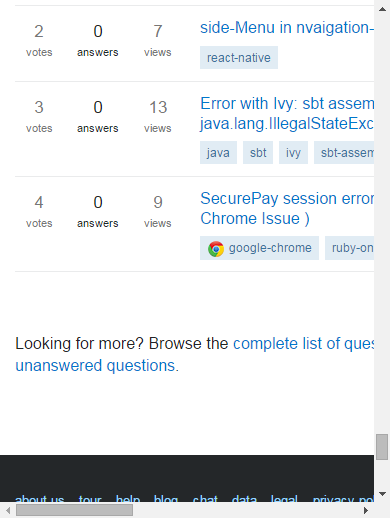 2 0 7 side-Menu in nvaigation-
votes answers views
react-native
3 0 13 Error with Ivy: sbt assem
votes answers views java.lang.IllegalStateExc
java sbt ivy sbt-assem
4 0 9 SecurePay session error
votes answers views Chrome Issue )
google-chrome ruby-on
Looking for more? Browse the complete list of ques
unanswered questions.
about us tour help blog chat data legal privacy po